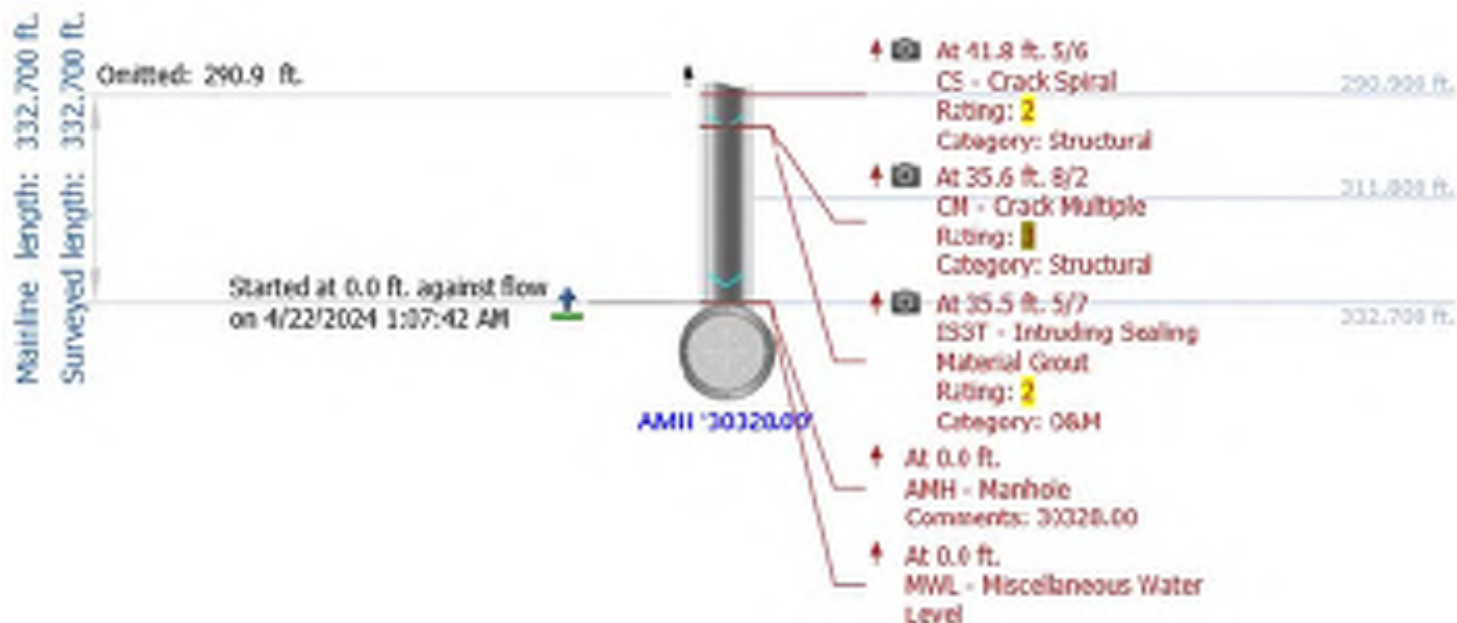 Mainline length: 332.700 ft.
Surveyed length: 332.700 ft.
Omitted: 290.9 ft.
Started at 0.0 ft. against flow
on 4/22/2024 1:07:42 AM
At 41.8 ft. 5/6
CS - Crack Spiral
Rating: 2
Category: Structural
At 35.6 ft. 8/2
CM - Crack Multiple
Rating: 3
Category: Structural
At 35.5 ft. 5/7
ISST - Intruding Sealing
Material Grout
Rating: 2
Category: O&M
At 0.0 ft.
AMH - Manhole
Comments: 30328.00
At 0.0 ft.
MWL - Miscellaneous Water
Level
290.900 ft.
311.800 ft.
332.700 ft.